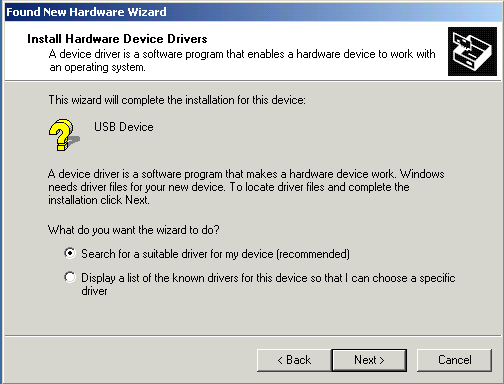 Found New Hardware Wizard
Install Hardware Device Drivers
A device driver is a software program that enables a hardware device to work with
an operating system.
This wizard will complete the installation for this device:
USB Device
A device driver is a software program that makes a hardware device work. Windows
needs driver files for your new device. To locate driver files and complete the
installation click Next.
What do you want the wizard to do?
Search for a suitable driver for my device (recommended)
Display a list of the known drivers for this device so that I can choose a specific
driver
< Back
Next >
Cancel